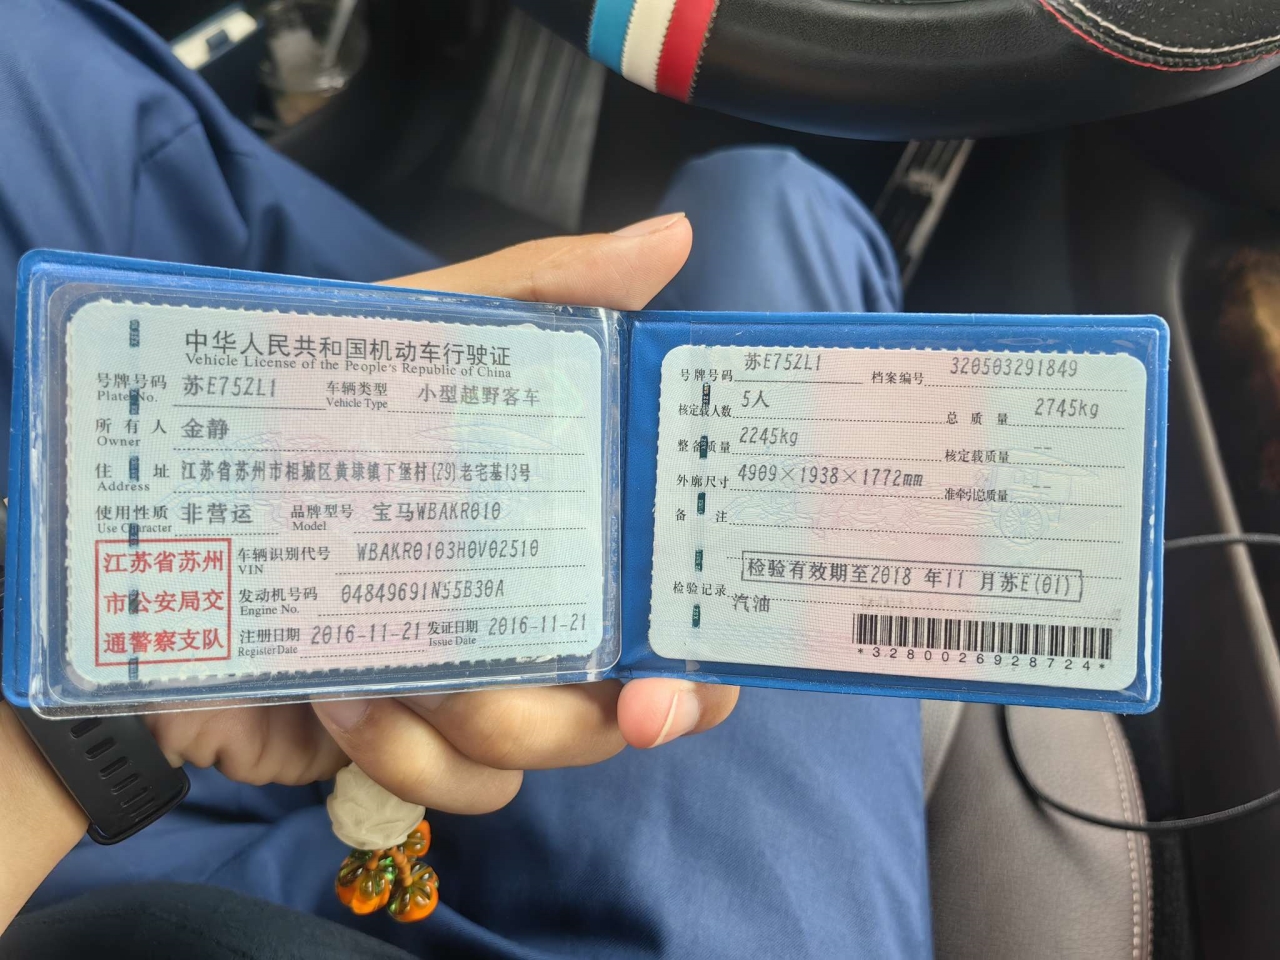 中华人民共和国机动车行驶证
Vehicle License of the People's Republic of China
号牌号码 苏E75ZL1 车辆类型 小型越野客车
Plate No. Vehicle Type
所有人 金静
Owner
住址 江苏省苏州市相城区黄埭镇下堡村(29)老宅基13号
Address
使用性质 非营运 品牌型号 宝马WBAKR010
Use Character Model
江苏省苏州
市公安局交
通警察支队
车辆识别代号 WBAKR0103H0V02510
VIN
发动机号码 04849691N55B30A
Engine No.
注册日期 2016-11-21 发证日期 2016-11-21
Register Date Issue Date
号牌号码 苏E75ZL1 档案编号 320503291849
核定载人数 5人 总质量 2745kg
整备质量 2245kg 核定载质量 --
外廓尺寸 4909×1938×1772mm 准牵引总质量 --
备注
检验有效期至2018 年11 月苏E(01)
检验记录 汽油
*3280026928724*